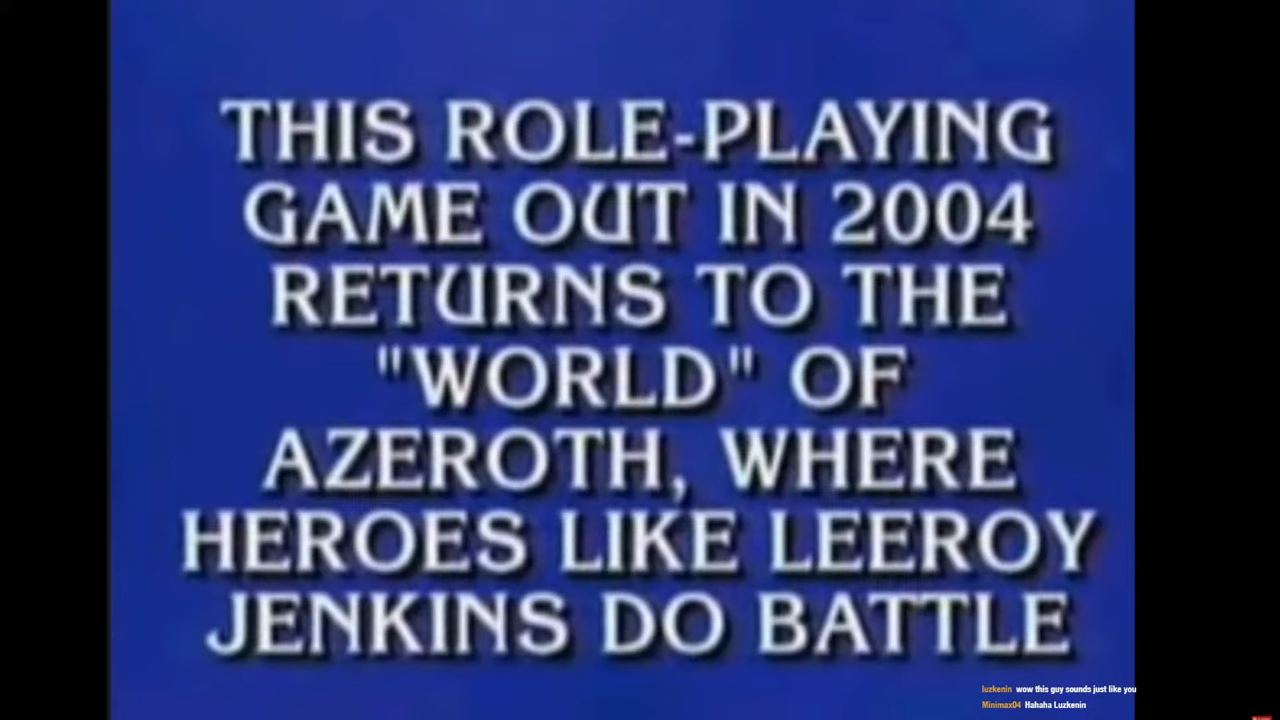 THIS ROLE-PLAYING
GAME OUT IN 2004
RETURNS TO THE
"WORLD" OF
AZEROTH, WHERE
HEROES LIKE LEEROY
JENKINS DO BATTLE
luzkenin wow this guy sounds just like you
Minimax04 Hahaha Luzkenin